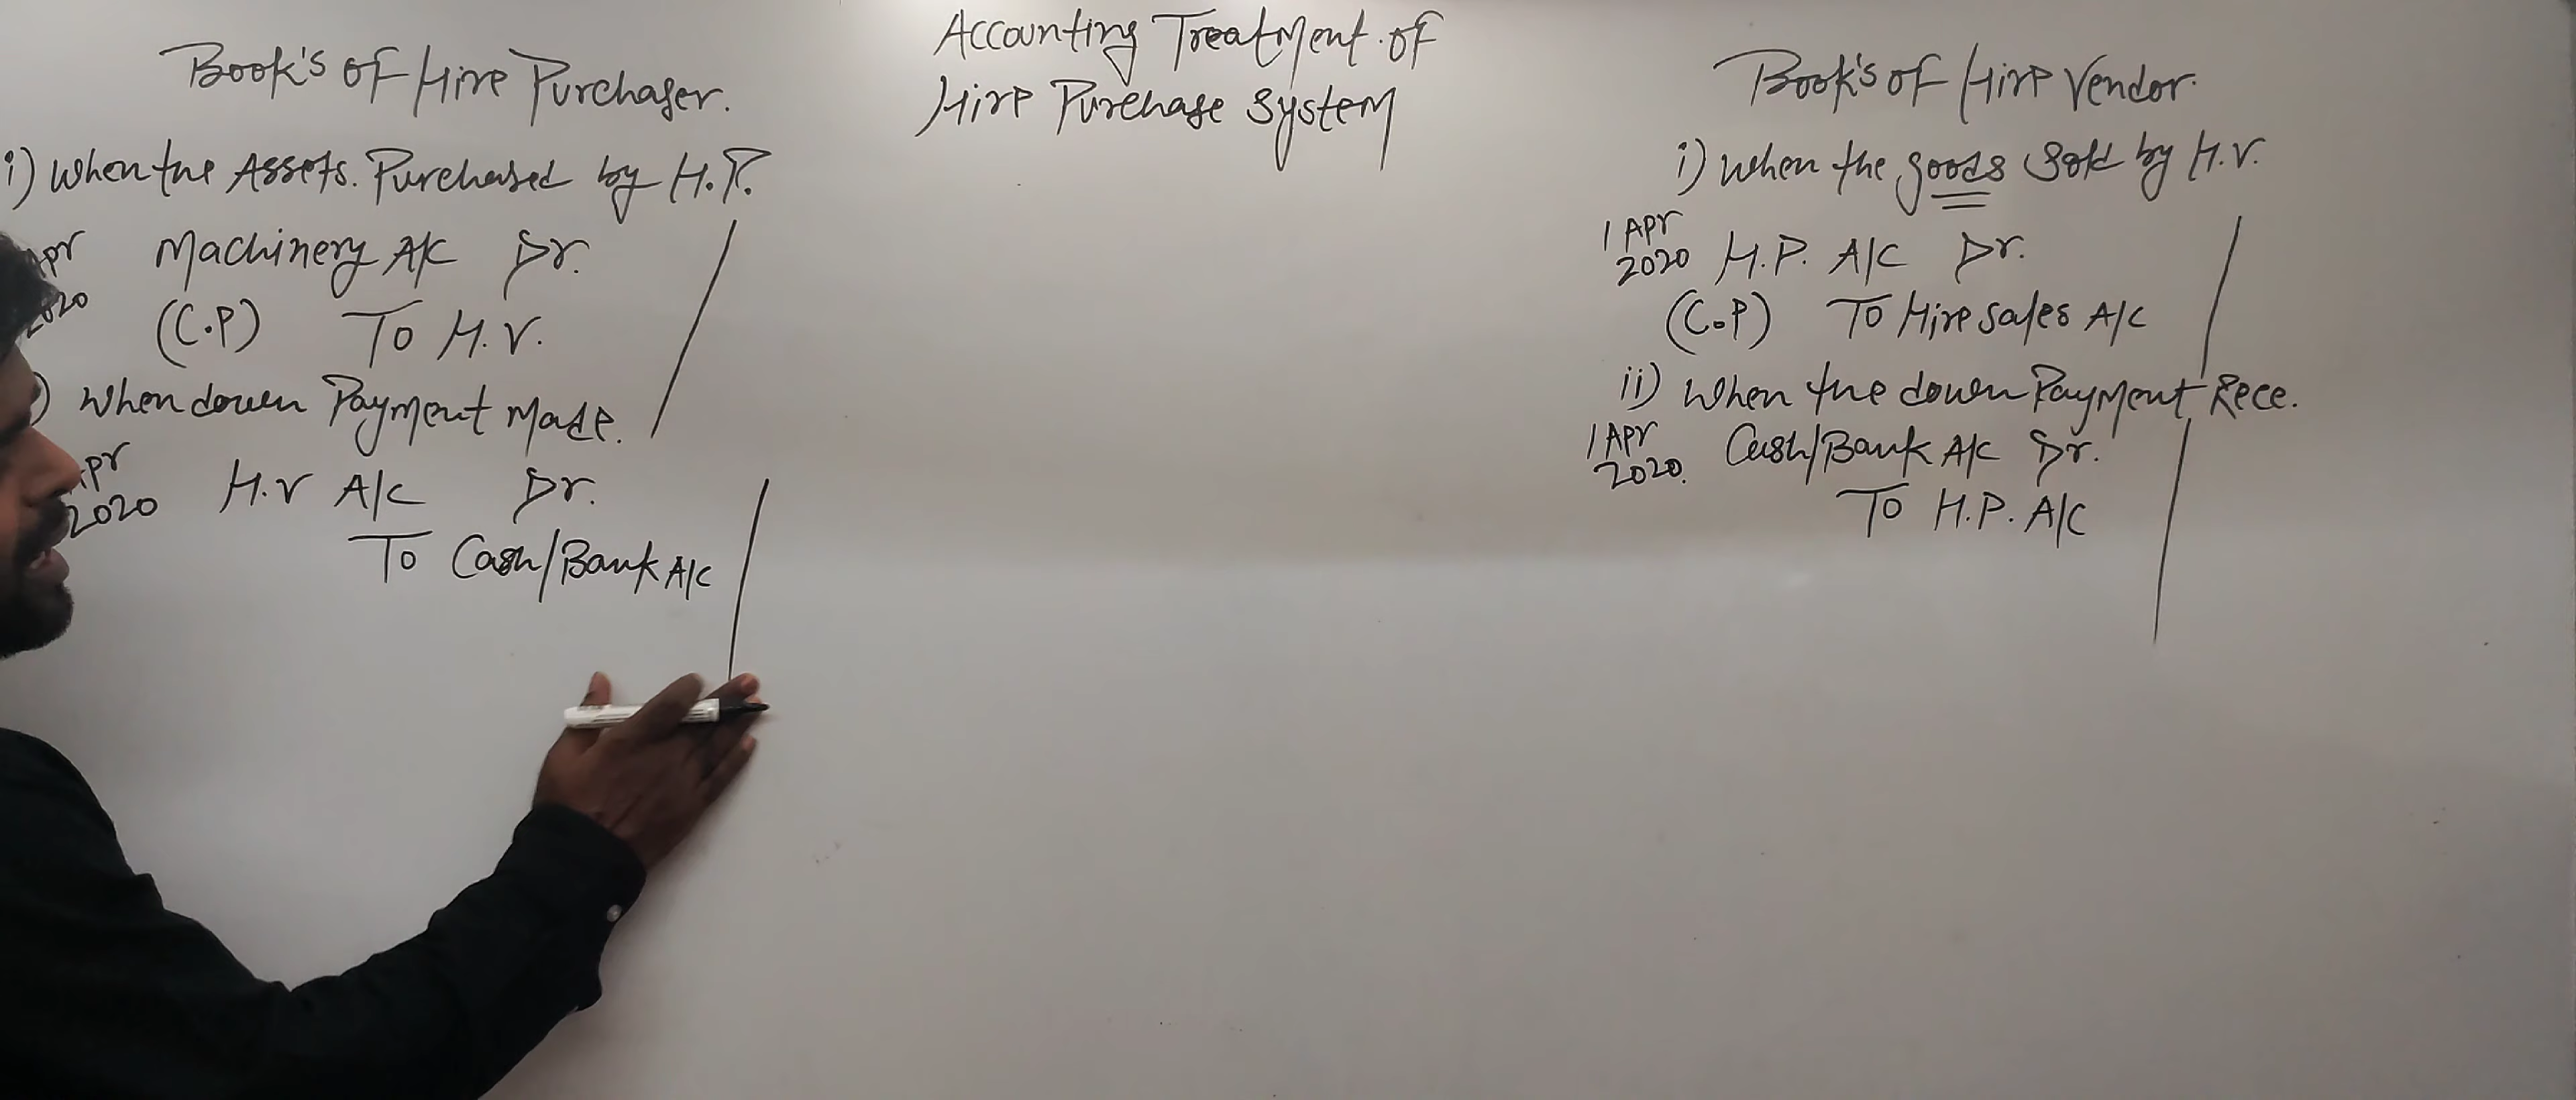 Accounting Treatment of
Hire Purchase System
Book's of Hire Purchaser.
i) When the Assets. Purchased by H.P.
Apr
2020
Machinery A/c Dr.
(C.P) To H.V.
) When down Payment Made.
Apr
2020
H.V A/c Dr.
To Cash/Bank A/c
Book's of Hire Vendor.
i) When the goods Sold by H.V.
1 Apr
2020
H.P. A/c Dr.
(C.P) To Hire Sales A/c
ii) When the down Payment Rece.
1 Apr
2020.
Cash/Bank A/c Dr.
To H.P. A/c